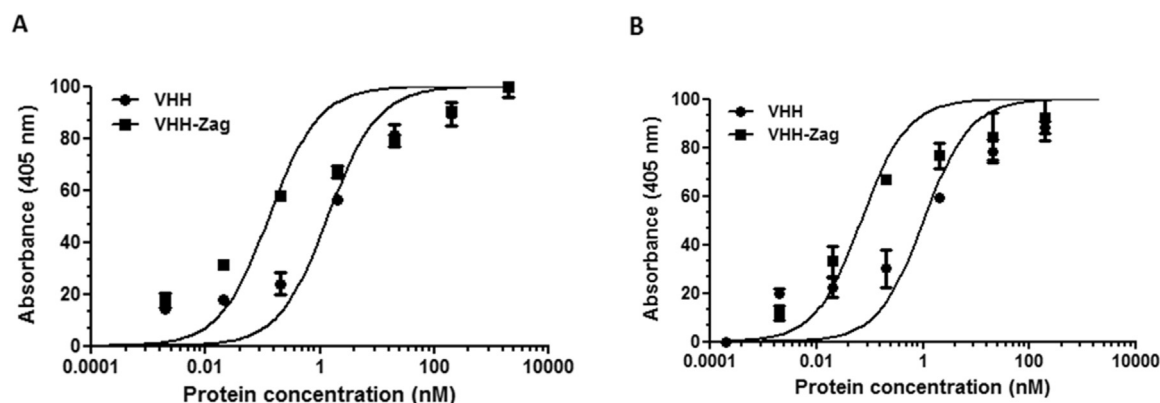 A
VHH
VHH-Zag
Absorbance (405 nm)
100
80
60
40
20
0
0.0001
0.01
1
100
10000
Protein concentration (nM)
B
VHH
VHH-Zag
Absorbance (405 nm)
100
80
60
40
20
0
0.0001
0.01
1
100
10000
Protein concentration (nM)